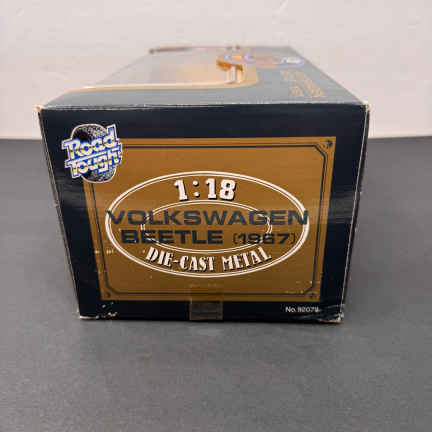 Road
Tough
1:18
VOLKSWAGEN
BEETLE (1967)
DIE-CAST METAL
No. 92078